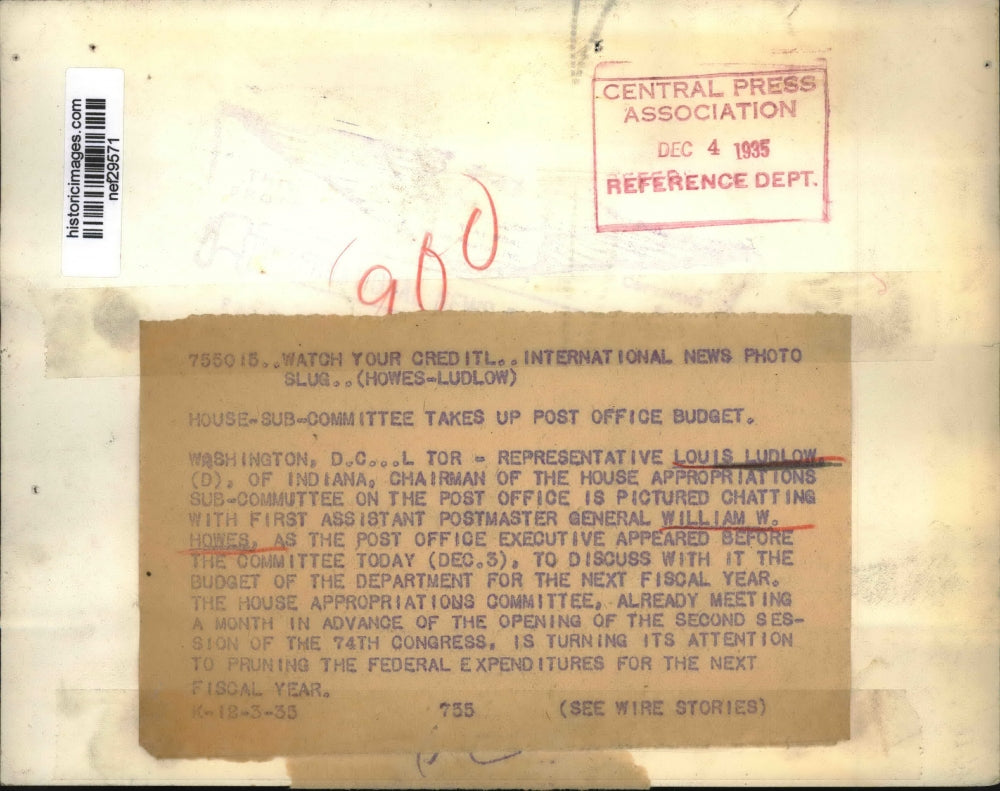 historicimages.com
nef29571
CENTRAL PRESS
ASSOCIATION
DEC 4 1935
REFERENCE DEPT.
900
755015..WATCH YOUR CREDITL..INTERNATIONAL NEWS PHOTO
SLUG..(HOWES-LUDLOW)
HOUSE-SUB-COMMITTEE TAKES UP POST OFFICE BUDGET.
WASHINGTON, D.C...L TOR - REPRESENTATIVE LOUIS LUDLOW,
(D), OF INDIANA, CHAIRMAN OF THE HOUSE APPROPRIATIONS
SUB-COMMUTTEE ON THE POST OFFICE IS PICTURED CHATTING
WITH FIRST ASSISTANT POSTMASTER GENERAL WILLIAM W.
HOWES, AS THE POST OFFICE EXECUTIVE APPEARED BEFORE
THE COMMITTEE TODAY (DEC.3), TO DISCUSS WITH IT THE
BUDGET OF THE DEPARTMENT FOR THE NEXT FISCAL YEAR.
THE HOUSE APPROPRIATIONS COMMITTEE, ALREADY MEETING
A MONTH IN ADVANCE OF THE OPENING OF THE SECOND SES-
SION OF THE 74TH CONGRESS, IS TURNING ITS ATTENTION
TO PRUNING THE FEDERAL EXPENDITURES FOR THE NEXT
FISCAL YEAR.
K-12-3-35 755 (SEE WIRE STORIES)